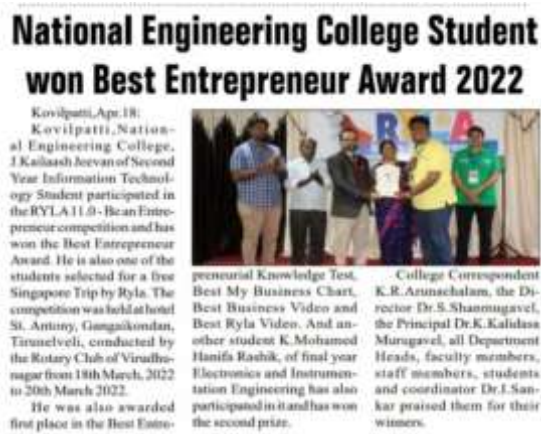 National Engineering College Student
won Best Entrepreneur Award 2022
Kovilpatti,Apr.18:
Kovilpatti,Nation-
al Engineering College,
J.Kailaash Jeevan of Second
Year Information Technol-
ogy Student participated in
the RYLA 11.0 - Be an Entre-
preneur competition and has
won the Best Entrepreneur
Award. He is also one of the
students selected for a free
Singapore Trip by Ryla. The
competition was held at hotel
St. Antony, Gangaikondan,
Tirunelveli, conducted by
the Rotary Club of Virudhu-
nagar from 18th March, 2022
to 20th March 2022.
He was also awarded
first place in the Best Entre-
RYLA
preneurial Knowledge Test,
Best My Business Chart,
Best Business Video and
Best Ryla Video. And an-
other student K.Mohamed
Hanifa Rashik, of final year
Electronics and Instrumen-
tation Engineering has also
participated in it and has won
the second prize.
College Correspondent
K.R.Arunachalam, the Di-
rector Dr.S.Shanmugavel,
the Principal Dr.K.Kalidasa
Murugavel, all Department
Heads, faculty members,
staff members, students
and coordinator Dr.I.San-
kar praised them for their
winners.